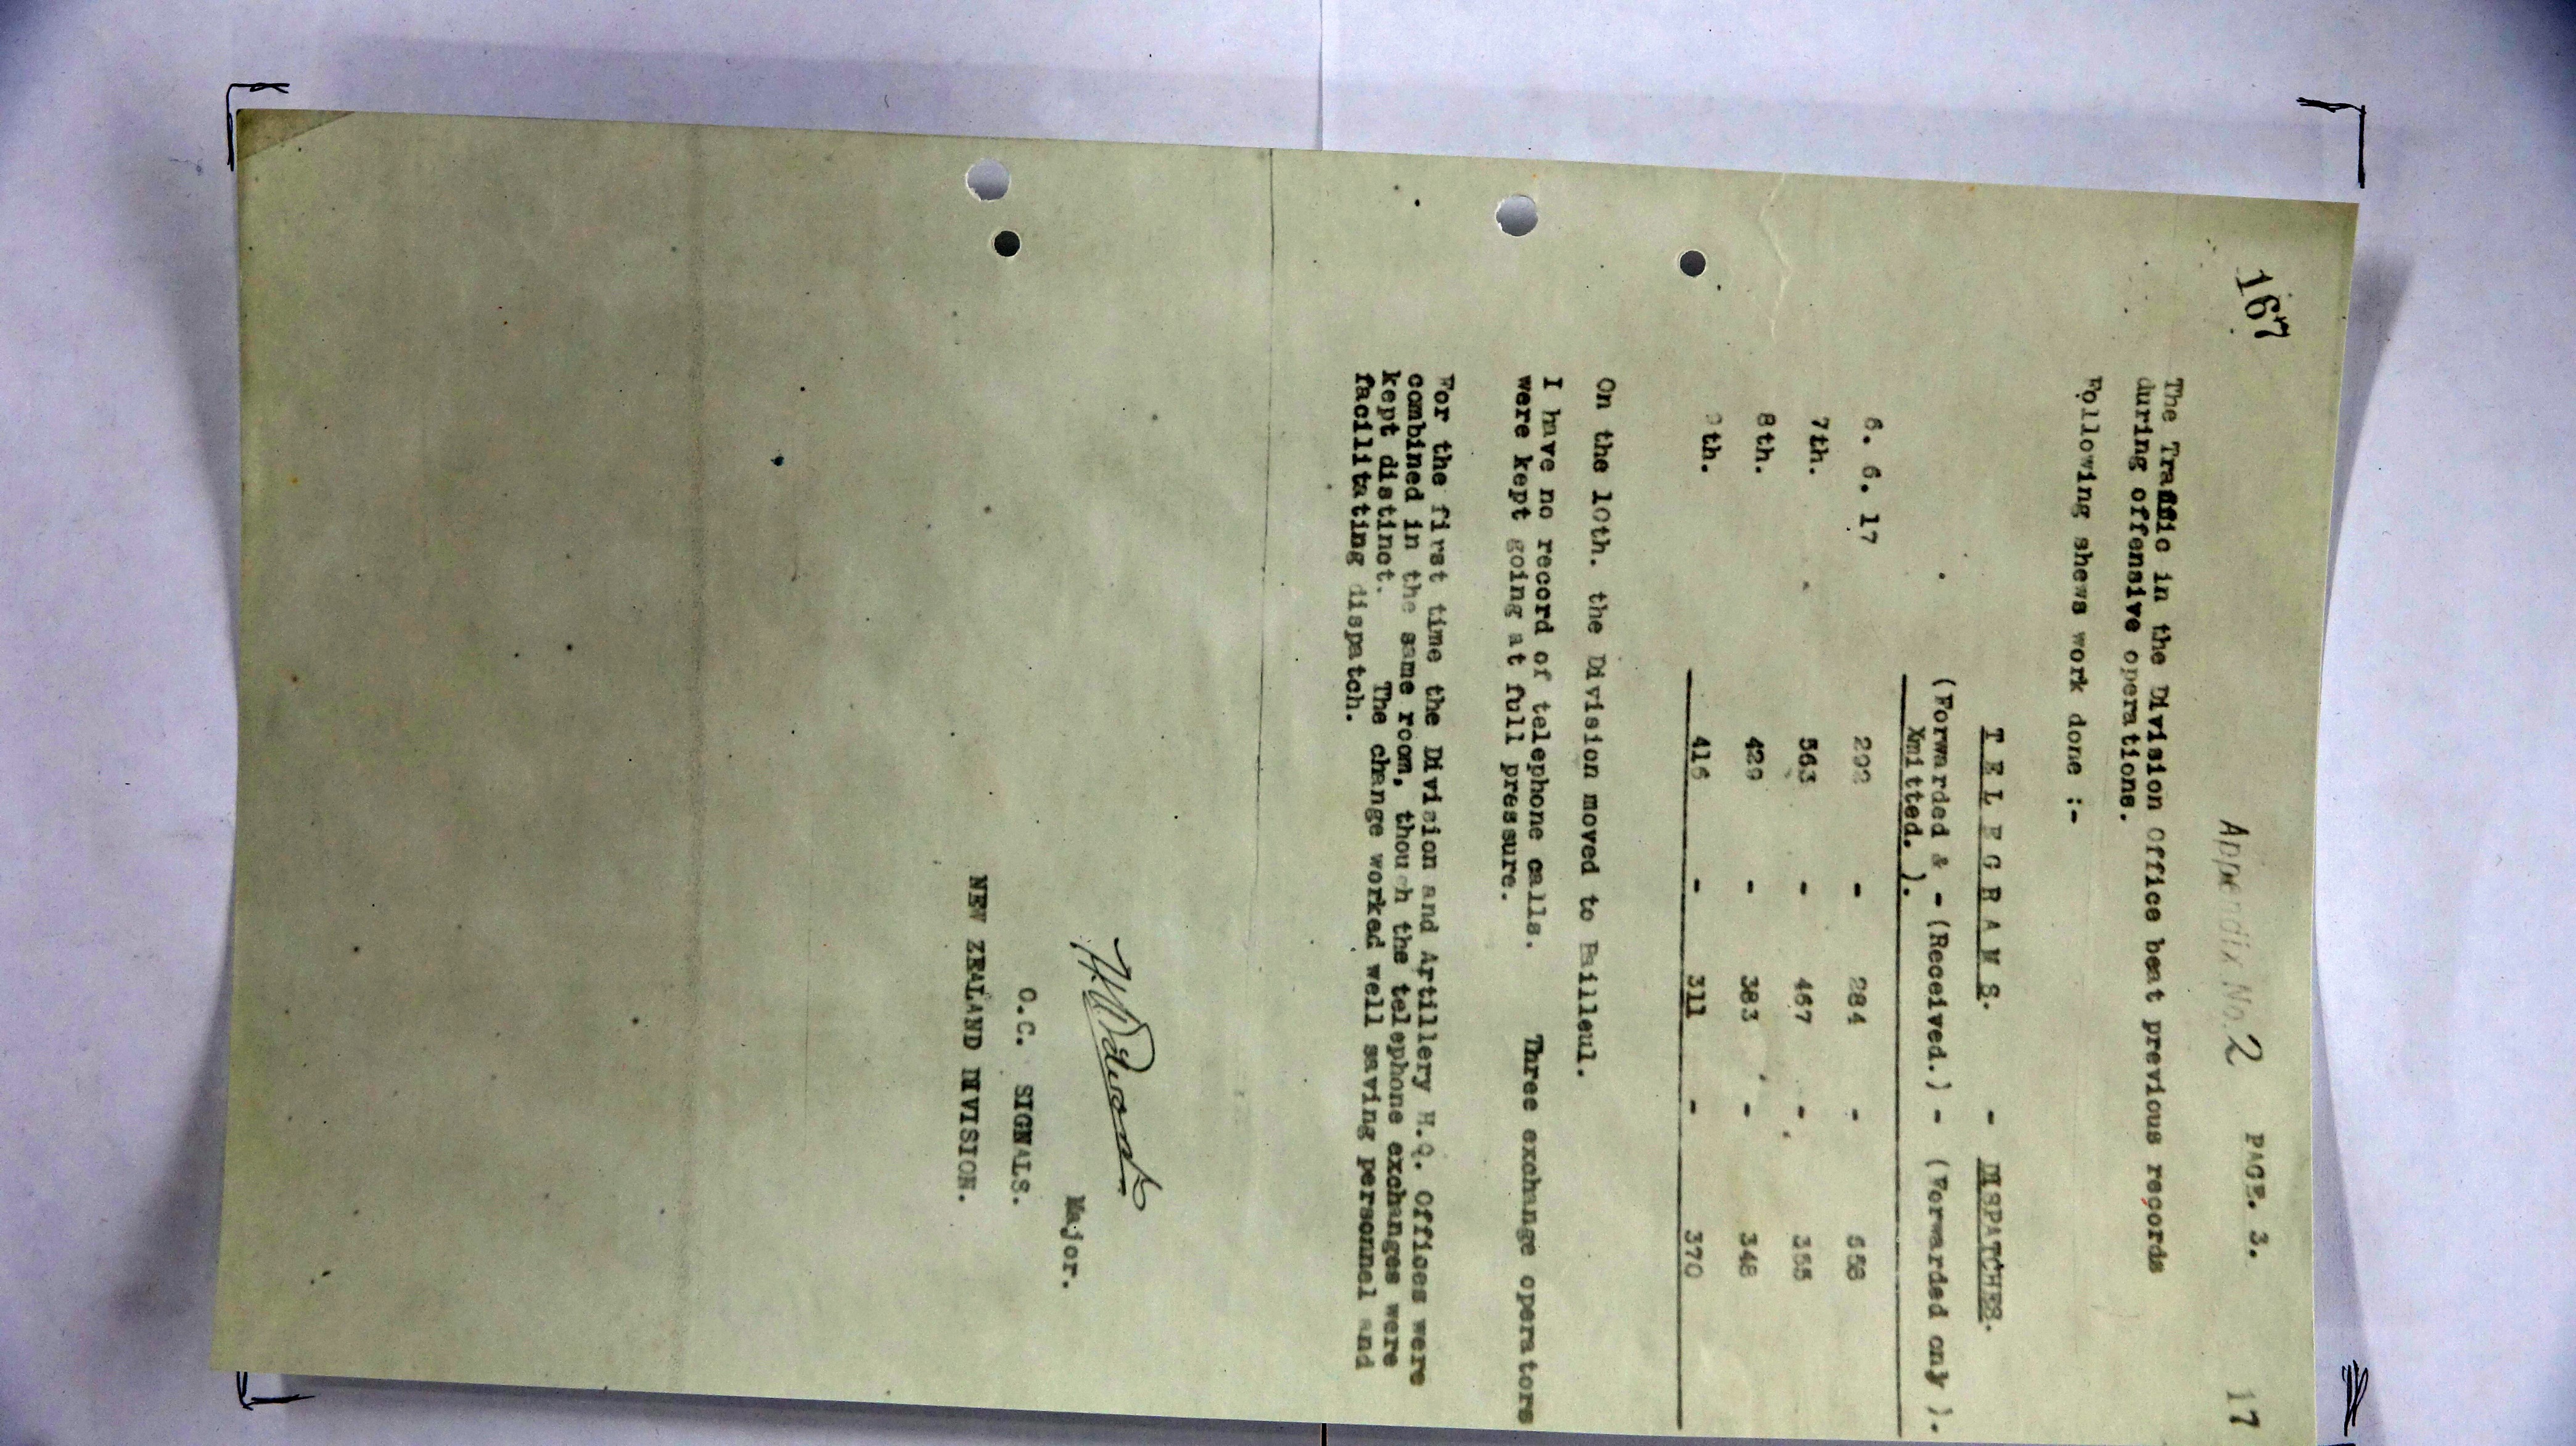 167
Appendix No. 2 PAGE. 3. 17
The Traffic in the Division Office beat previous records
during offensive operations.
Following shews work done :-
T E L E G R A M S. - DISPATCHES.
(Forwarded & - (Received.) - (Forwarded only ).
Xmitted. ).
6. 6. 17 292 - 284 -
7th. 563 - 467 - 355
8th. 429 - 383 - 348
9th. 416 - 311 - 370
On the 10th. the Division moved to Bailleul.
I have no record of telephone calls. Three exchange operators
were kept going at full pressure.
For the first time the Division and Artillery H.Q. Offices were
combined in the same room, though the telephone exchanges were
kept distinct. The change worked well saving personnel and
facilitating dispatch.
Major.
O.C. SIGNALS.
NEW ZEALAND DIVISION.